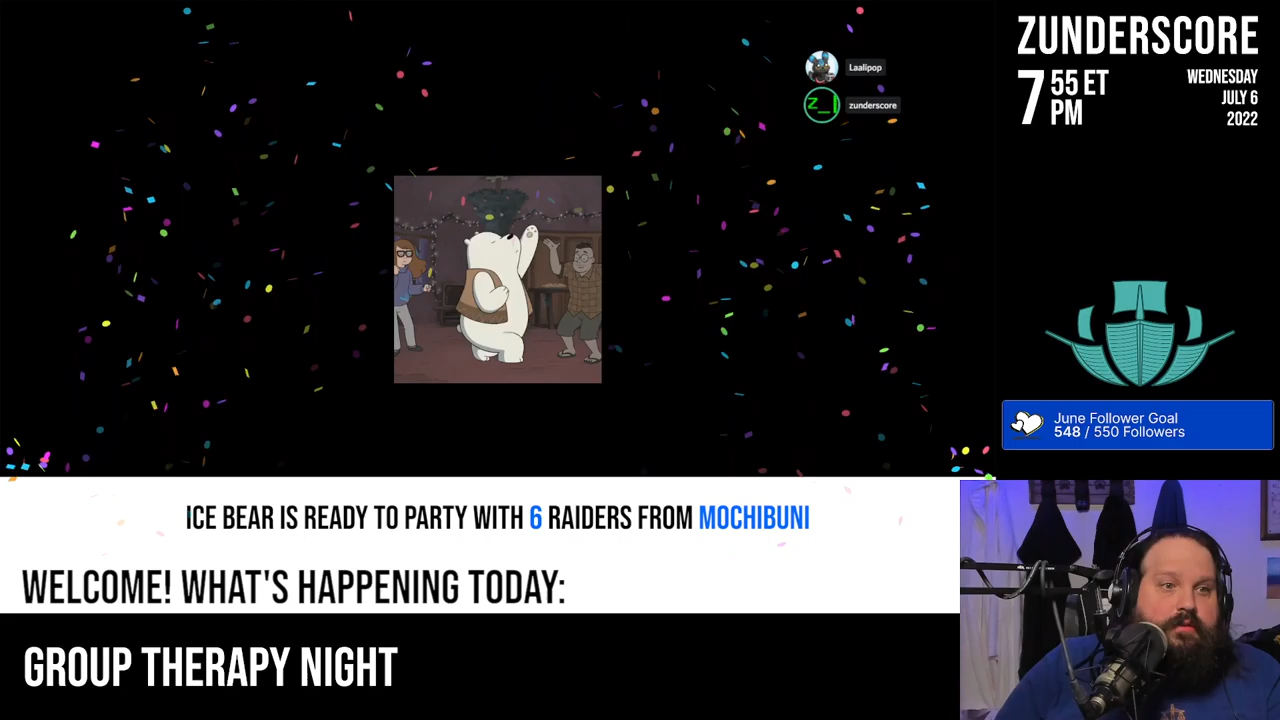 Laalipop
zunderscore
z_
ZUNDERSCORE
7 55 ET
PM
WEDNESDAY
JULY 6
2022
June Follower Goal
548 / 550 Followers
ICE BEAR IS READY TO PARTY WITH 6 RAIDERS FROM MOCHIBUNI
WELCOME! WHAT'S HAPPENING TODAY:
GROUP THERAPY NIGHT